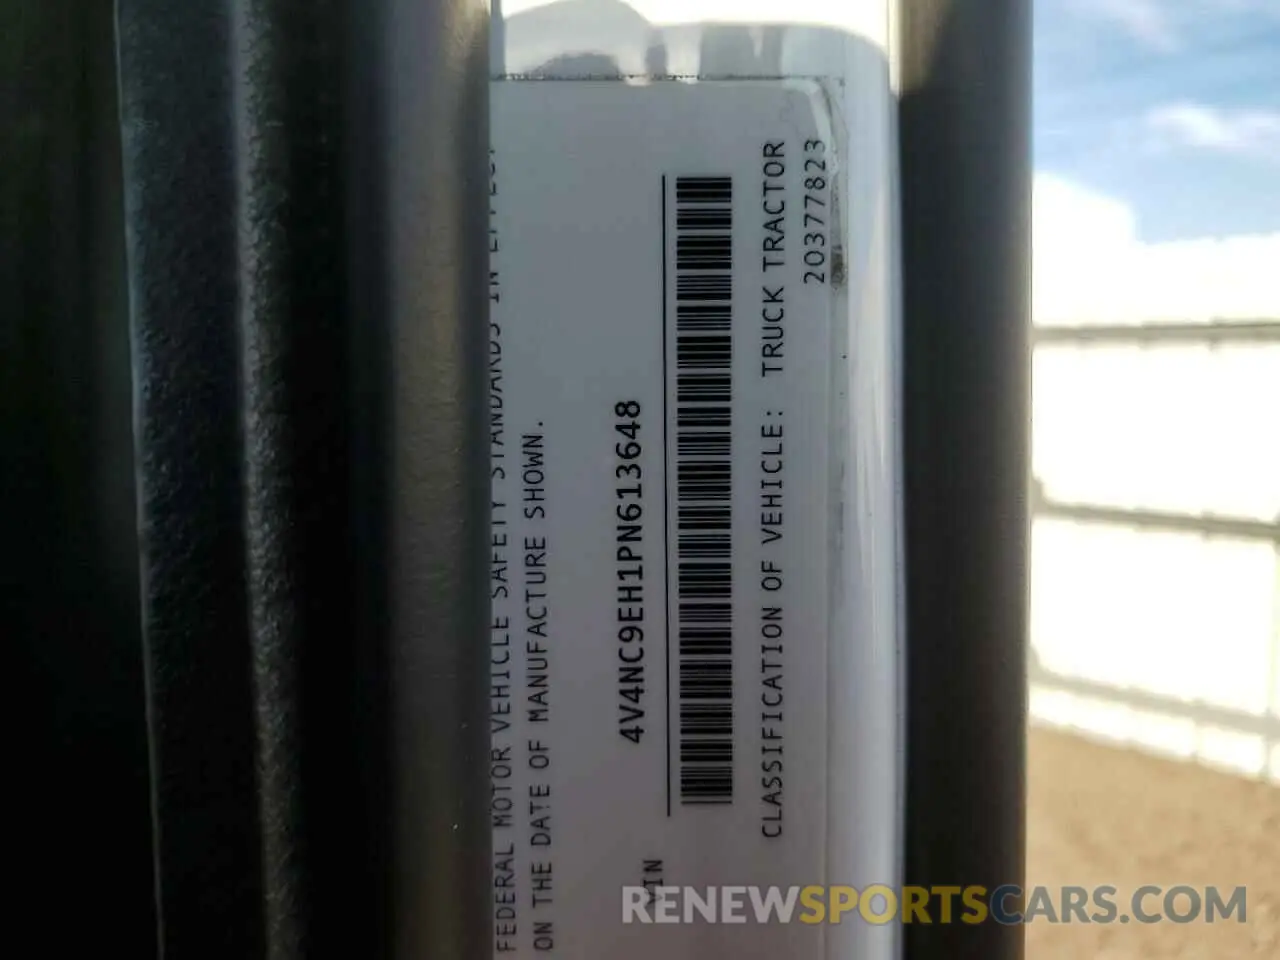 FEDERAL MOTOR VEHICLE SAFETY STANDARDS IN EFFECT
ON THE DATE OF MANUFACTURE SHOWN.
4V4NC9EH1PN613648
VIN
CLASSIFICATION OF VEHICLE: TRUCK TRACTOR
20377823
RENEWSPORTSCARS.COM